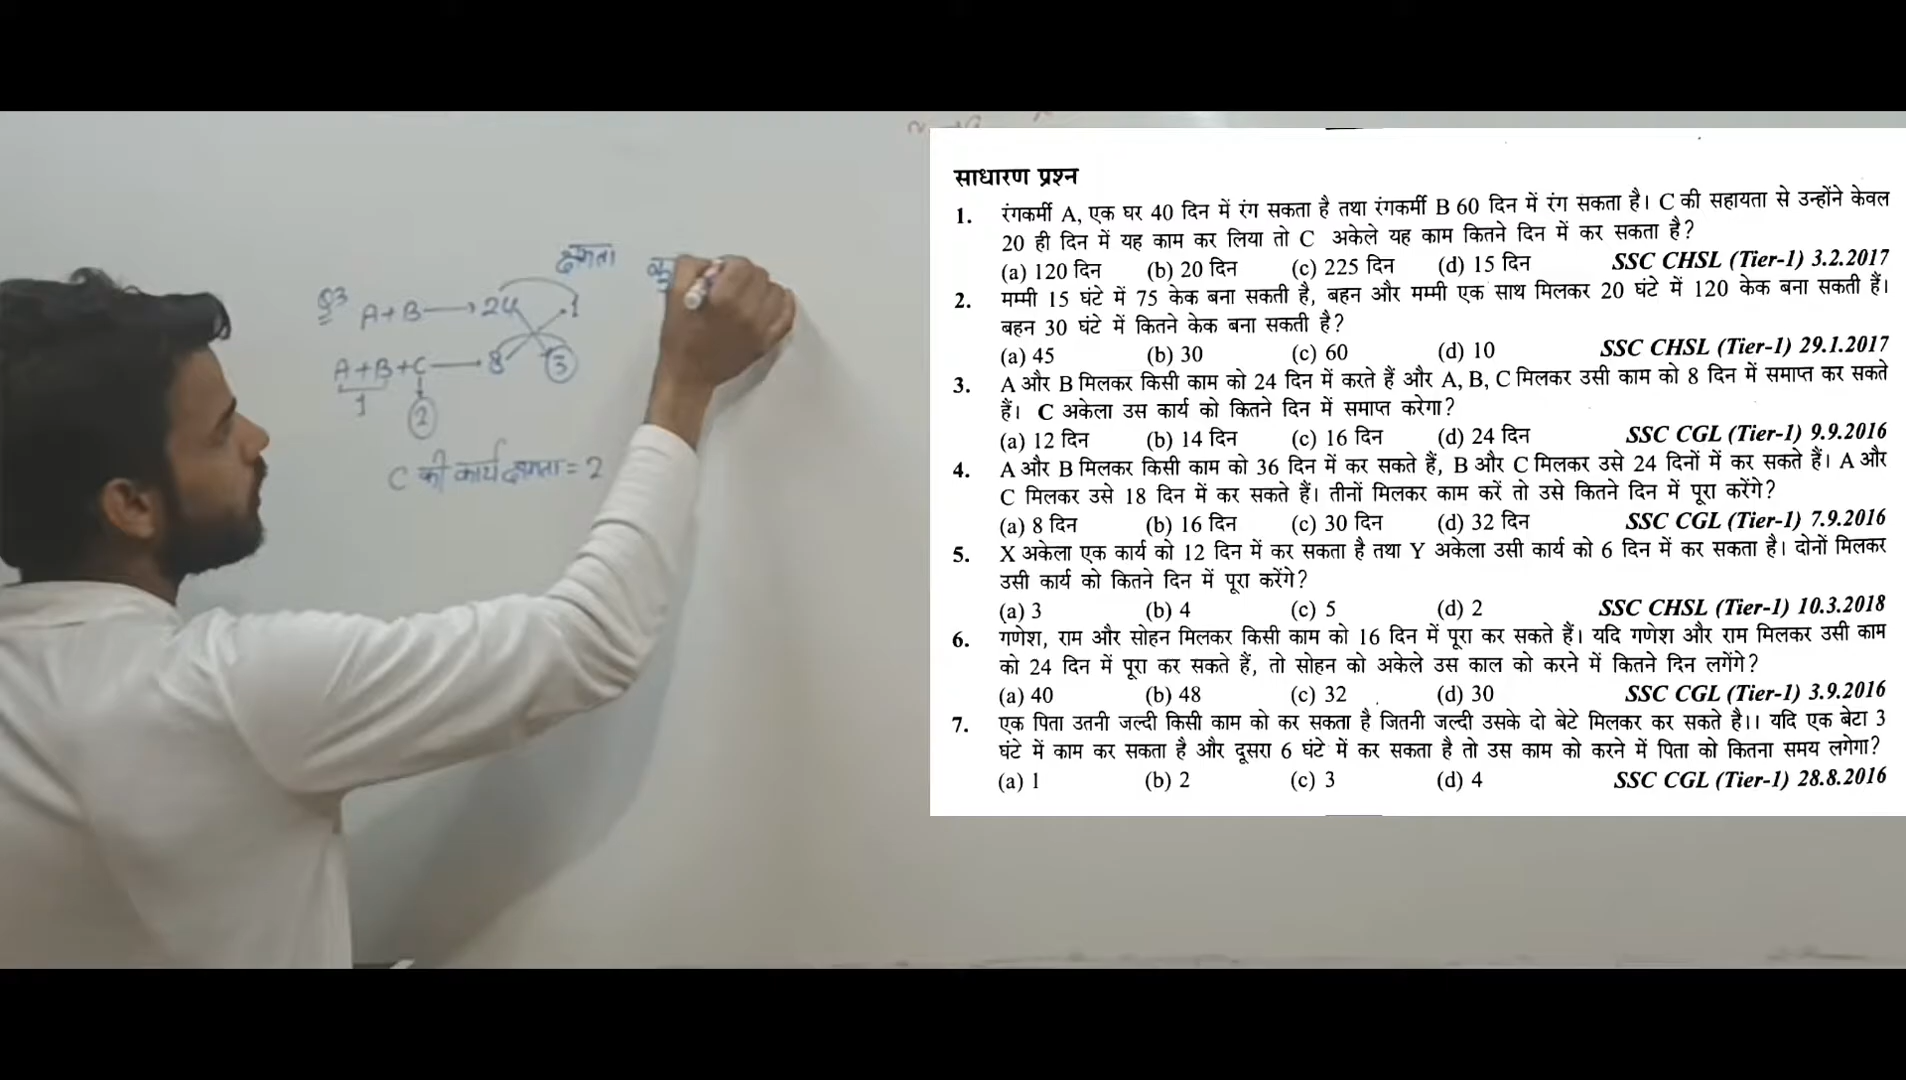 क्षमता
Q3 A+B → 24 1
A+B+C → 8 3
1 2
C की कार्य क्षमता = 2
साधारण प्रश्न
1. रंगकर्मी A, एक घर 40 दिन में रंग सकता है तथा रंगकर्मी B 60 दिन में रंग सकता है। C की सहायता से उन्होंने केवल
20 ही दिन में यह काम कर लिया तो C अकेले यह काम कितने दिन में कर सकता है?
(a) 120 दिन (b) 20 दिन (c) 225 दिन (d) 15 दिन SSC CHSL (Tier-1) 3.2.2017
2. मम्मी 15 घंटे में 75 केक बना सकती है, बहन और मम्मी एक साथ मिलकर 20 घंटे में 120 केक बना सकती हैं।
बहन 30 घंटे में कितने केक बना सकती है?
(a) 45 (b) 30 (c) 60 (d) 10 SSC CHSL (Tier-1) 29.1.2017
3. A और B मिलकर किसी काम को 24 दिन में करते हैं और A, B, C मिलकर उसी काम को 8 दिन में समाप्त कर सकते
हैं। C अकेला उस कार्य को कितने दिन में समाप्त करेगा?
(a) 12 दिन (b) 14 दिन (c) 16 दिन (d) 24 दिन SSC CGL (Tier-1) 9.9.2016
4. A और B मिलकर किसी काम को 36 दिन में कर सकते हैं, B और C मिलकर उसे 24 दिनों में कर सकते हैं। A और
C मिलकर उसे 18 दिन में कर सकते हैं। तीनों मिलकर काम करें तो उसे कितने दिन में पूरा करेंगे?
(a) 8 दिन (b) 16 दिन (c) 30 दिन (d) 32 दिन SSC CGL (Tier-1) 7.9.2016
5. X अकेला एक कार्य को 12 दिन में कर सकता है तथा Y अकेला उसी कार्य को 6 दिन में कर सकता है। दोनों मिलकर
उसी कार्य को कितने दिन में पूरा करेंगे?
(a) 3 (b) 4 (c) 5 (d) 2 SSC CHSL (Tier-1) 10.3.2018
6. गणेश, राम और सोहन मिलकर किसी काम को 16 दिन में पूरा कर सकते हैं। यदि गणेश और राम मिलकर उसी काम
को 24 दिन में पूरा कर सकते हैं, तो सोहन को अकेले उस काल को करने में कितने दिन लगेंगे?
(a) 40 (b) 48 (c) 32 (d) 30 SSC CGL (Tier-1) 3.9.2016
7. एक पिता उतनी जल्दी किसी काम को कर सकता है जितनी जल्दी उसके दो बेटे मिलकर कर सकते है।। यदि एक बेटा 3
घंटे में काम कर सकता है और दूसरा 6 घंटे में कर सकता है तो उस काम को करने में पिता को कितना समय लगेगा?
(a) 1 (b) 2 (c) 3 (d) 4 SSC CGL (Tier-1) 28.8.2016